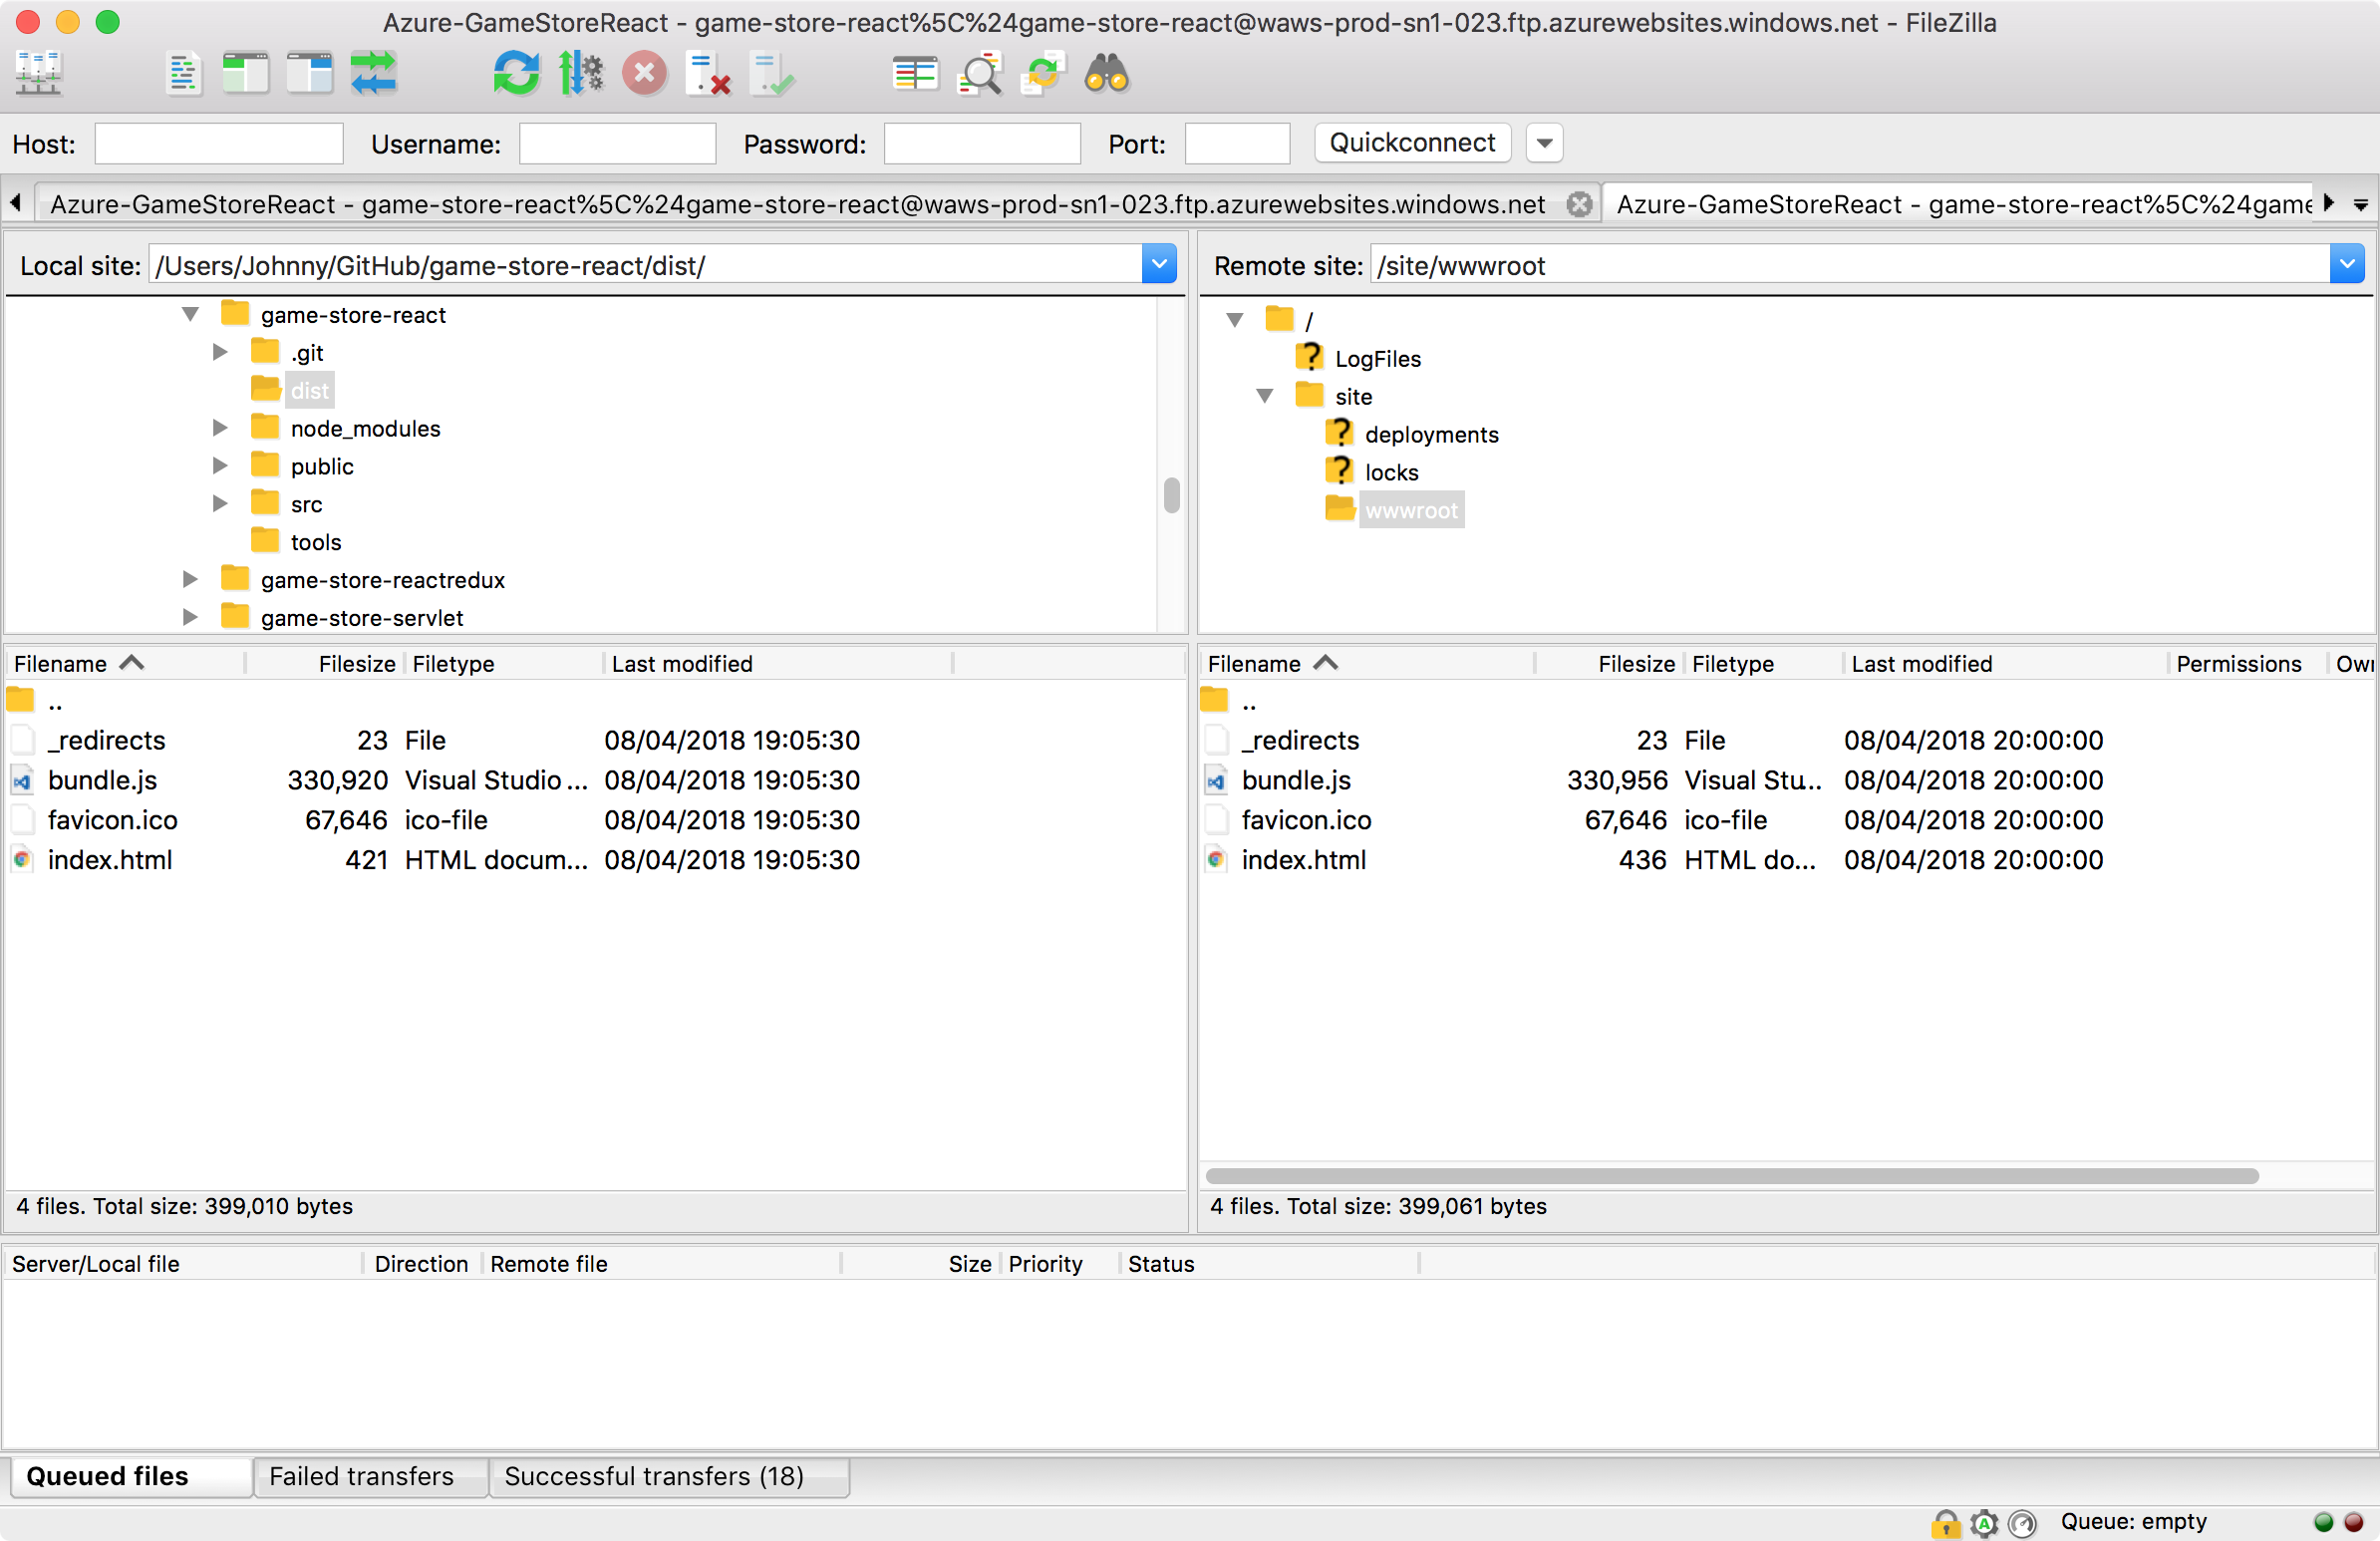 Azure-GameStoreReact - game-store-react%5C%24game-store-react@waws-prod-sn1-023.ftp.azurewebsites.windows.net - FileZilla
Host: Username: Password: Port: Quickconnect
Azure-GameStoreReact - game-store-react%5C%24game-store-react@waws-prod-sn1-023.ftp.azurewebsites.windows.net Azure-GameStoreReact - game-store-react%5C%24game
Local site: /Users/Johnny/GitHub/game-store-react/dist/
game-store-react
.git
dist
node_modules
public
src
tools
game-store-reactredux
game-store-servlet
Remote site: /site/wwwroot
/
LogFiles
site
deployments
locks
wwwroot
Filename Filesize Filetype Last modified
..
_redirects 23 File 08/04/2018 19:05:30
bundle.js 330,920 Visual Studio ... 08/04/2018 19:05:30
favicon.ico 67,646 ico-file 08/04/2018 19:05:30
index.html 421 HTML docum... 08/04/2018 19:05:30
4 files. Total size: 399,010 bytes
Filename Filesize Filetype Last modified Permissions Ow
..
_redirects 23 File 08/04/2018 20:00:00
bundle.js 330,956 Visual Stu... 08/04/2018 20:00:00
favicon.ico 67,646 ico-file 08/04/2018 20:00:00
index.html 436 HTML do... 08/04/2018 20:00:00
4 files. Total size: 399,061 bytes
Server/Local file Direction Remote file Size Priority Status
Queued files Failed transfers Successful transfers (18)
Queue: empty